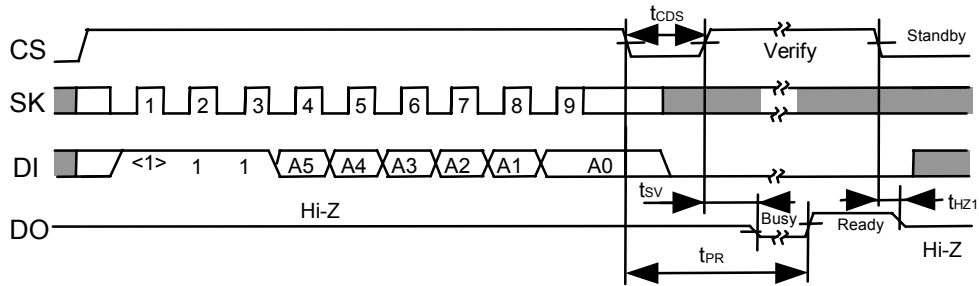 tCDS
CS Verify Standby
SK 1 2 3 4 5 6 7 8 9
DI <1> 1 1 A5 A4 A3 A2 A1 A0
tSV tHZ1
Hi-Z Busy Ready
DO Hi-Z
tPR